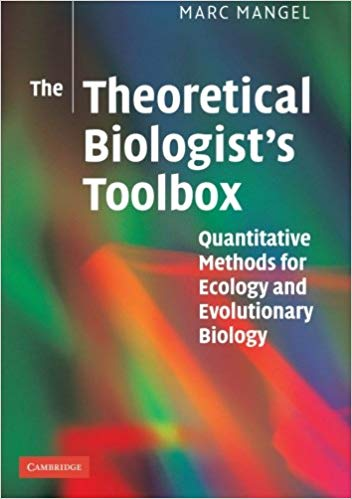 MARC MANGEL
The Theoretical
Biologist's
Toolbox
Quantitative
Methods for
Ecology and
Evolutionary
Biology
CAMBRIDGE